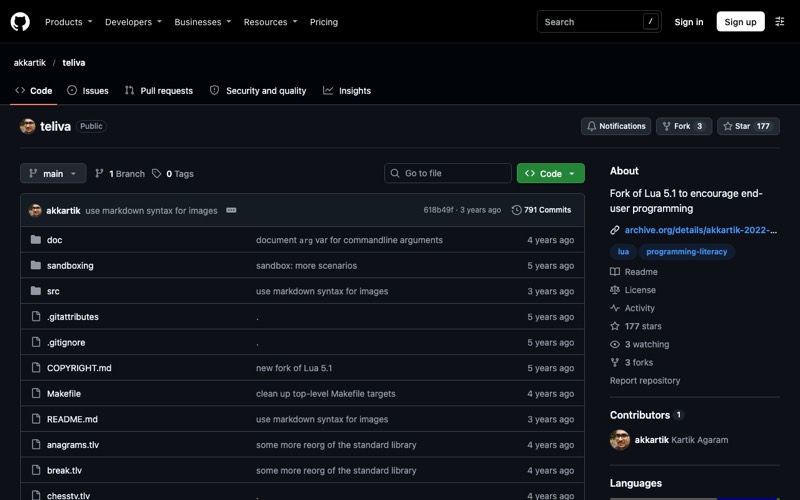 Products Developers Businesses Resources Pricing Search / Sign in Sign up
akkartik / teliva
Code Issues Pull requests Security and quality Insights
teliva Public Notifications Fork 3 Star 177
main 1 Branch 0 Tags Go to file Code
akkartik use markdown syntax for images 618b49f · 3 years ago 791 Commits
doc document arg var for commandline arguments 4 years ago
sandboxing sandbox: more scenarios 5 years ago
src use markdown syntax for images 3 years ago
.gitattributes . 5 years ago
.gitignore . 5 years ago
COPYRIGHT.md new fork of Lua 5.1 5 years ago
Makefile clean up top-level Makefile targets 4 years ago
README.md use markdown syntax for images 3 years ago
anagrams.tlv some more reorg of the standard library 4 years ago
break.tlv some more reorg of the standard library 4 years ago
chesstv.tlv . 4 years ago
About
Fork of Lua 5.1 to encourage end-
user programming
archive.org/details/akkartik-2022-...
lua programming-literacy
Readme
License
Activity
177 stars
3 watching
3 forks
Report repository
Contributors 1
akkartik Kartik Agaram
Languages